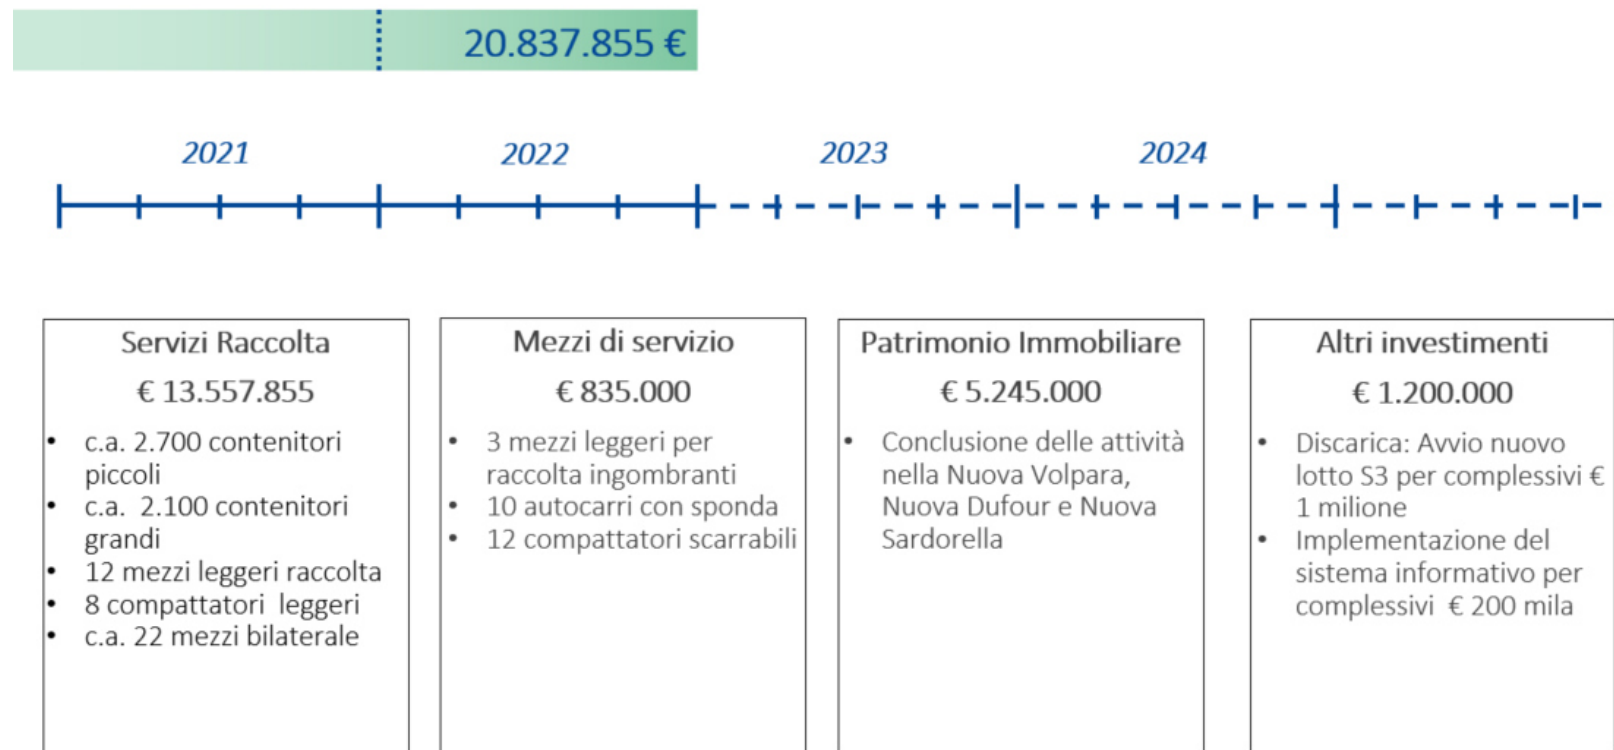 20.837.855 €
2021
2022
2023
2024
Servizi Raccolta
€ 13.557.855
• c.a. 2.700 contenitori
piccoli
• c.a. 2.100 contenitori
grandi
• 12 mezzi leggeri raccolta
• 8 compattatori leggeri
• c.a. 22 mezzi bilaterale
Mezzi di servizio
€ 835.000
• 3 mezzi leggeri per
raccolta ingombranti
• 10 autocarri con sponda
• 12 compattatori scarrabili
Patrimonio Immobiliare
€ 5.245.000
• Conclusione delle attività
nella Nuova Volpara,
Nuova Dufour e Nuova
Sardorella
Altri investimenti
€ 1.200.000
• Discarica: Avvio nuovo
lotto S3 per complessivi €
1 milione
• Implementazione del
sistema informativo per
complessivi € 200 mila